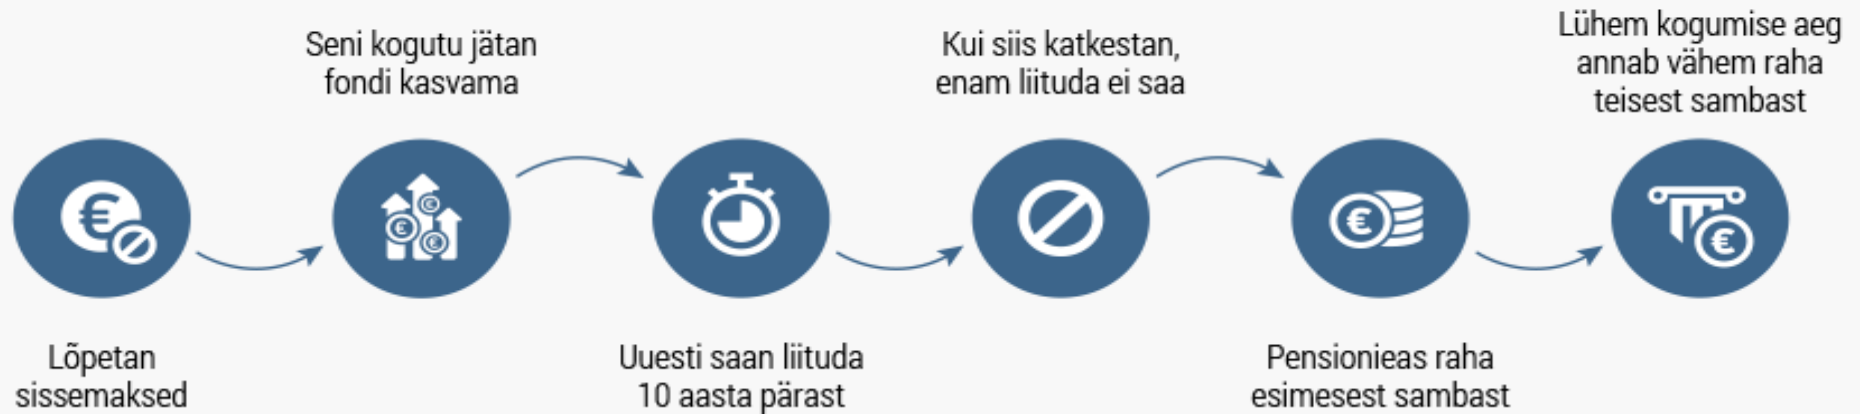 Lõpetan
sissemaksed
Seni kogutu jätan
fondi kasvama
Uuesti saan liituda
10 aasta pärast
Kui siis katkestan,
enam liituda ei saa
Pensionieas raha
esimesest sambast
Lühem kogumise aeg
annab vähem raha
teisest sambast